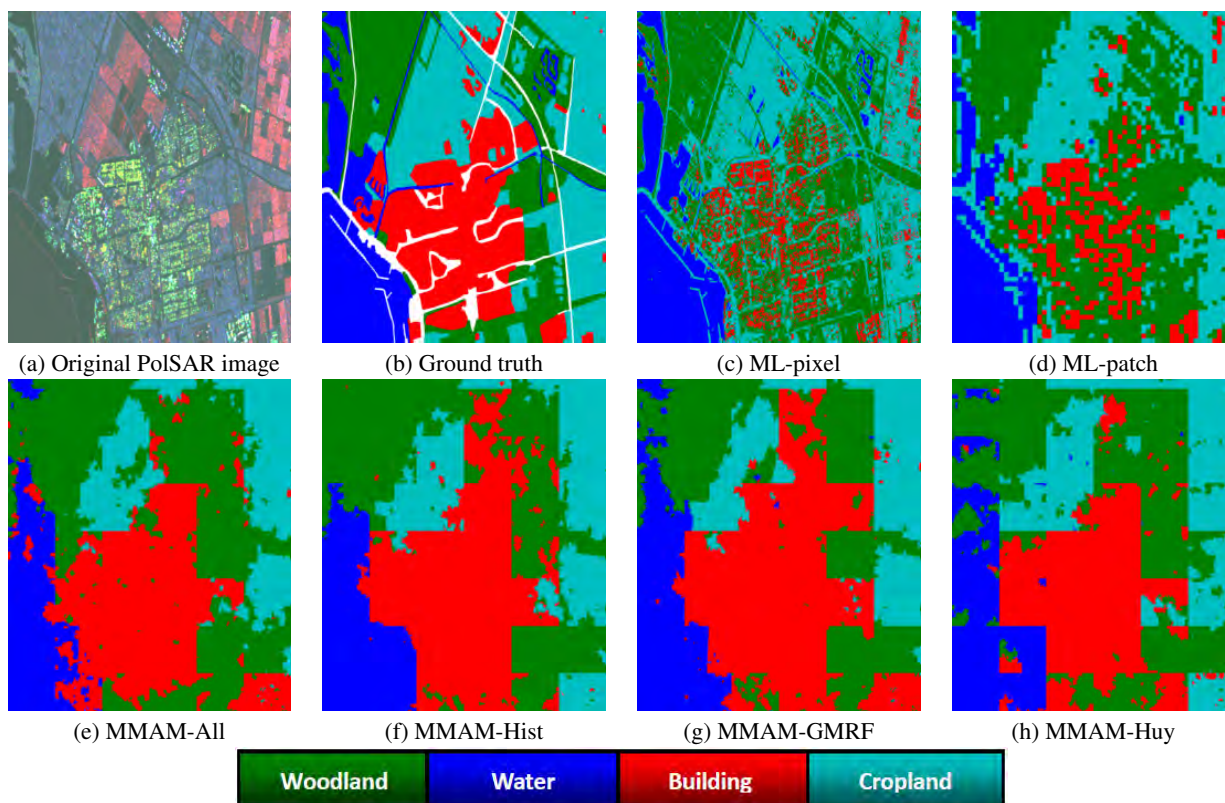 (a) Original PolSAR image (b) Ground truth (c) ML-pixel (d) ML-patch
(e) MMAM-All (f) MMAM-Hist (g) MMAM-GMRF (h) MMAM-Huy
Woodland Water Building Cropland